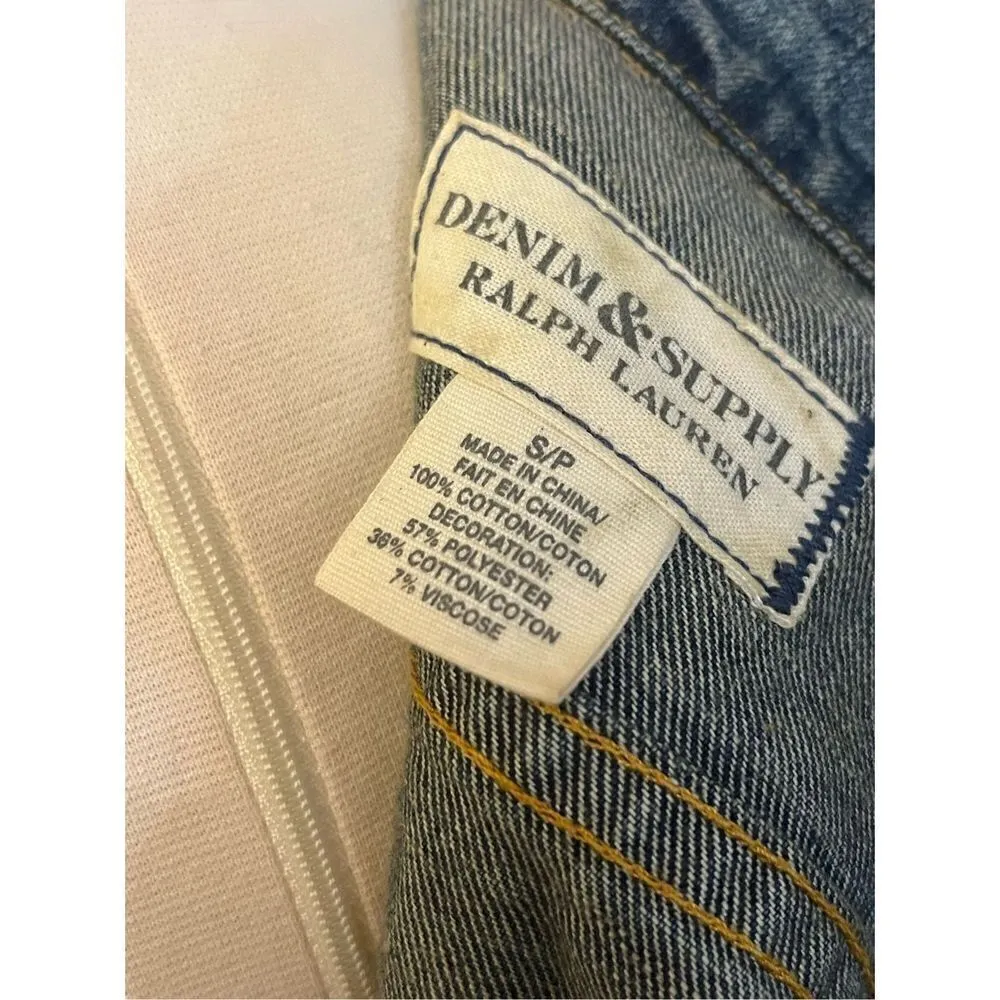 DENIM & SUPPLY
RALPH LAUREN
S/P
MADE IN CHINA/
FAIT EN CHINE
100% COTTON/COTON
DECORATION:
57% POLYESTER
36% COTTON/COTON
7% VISCOSE